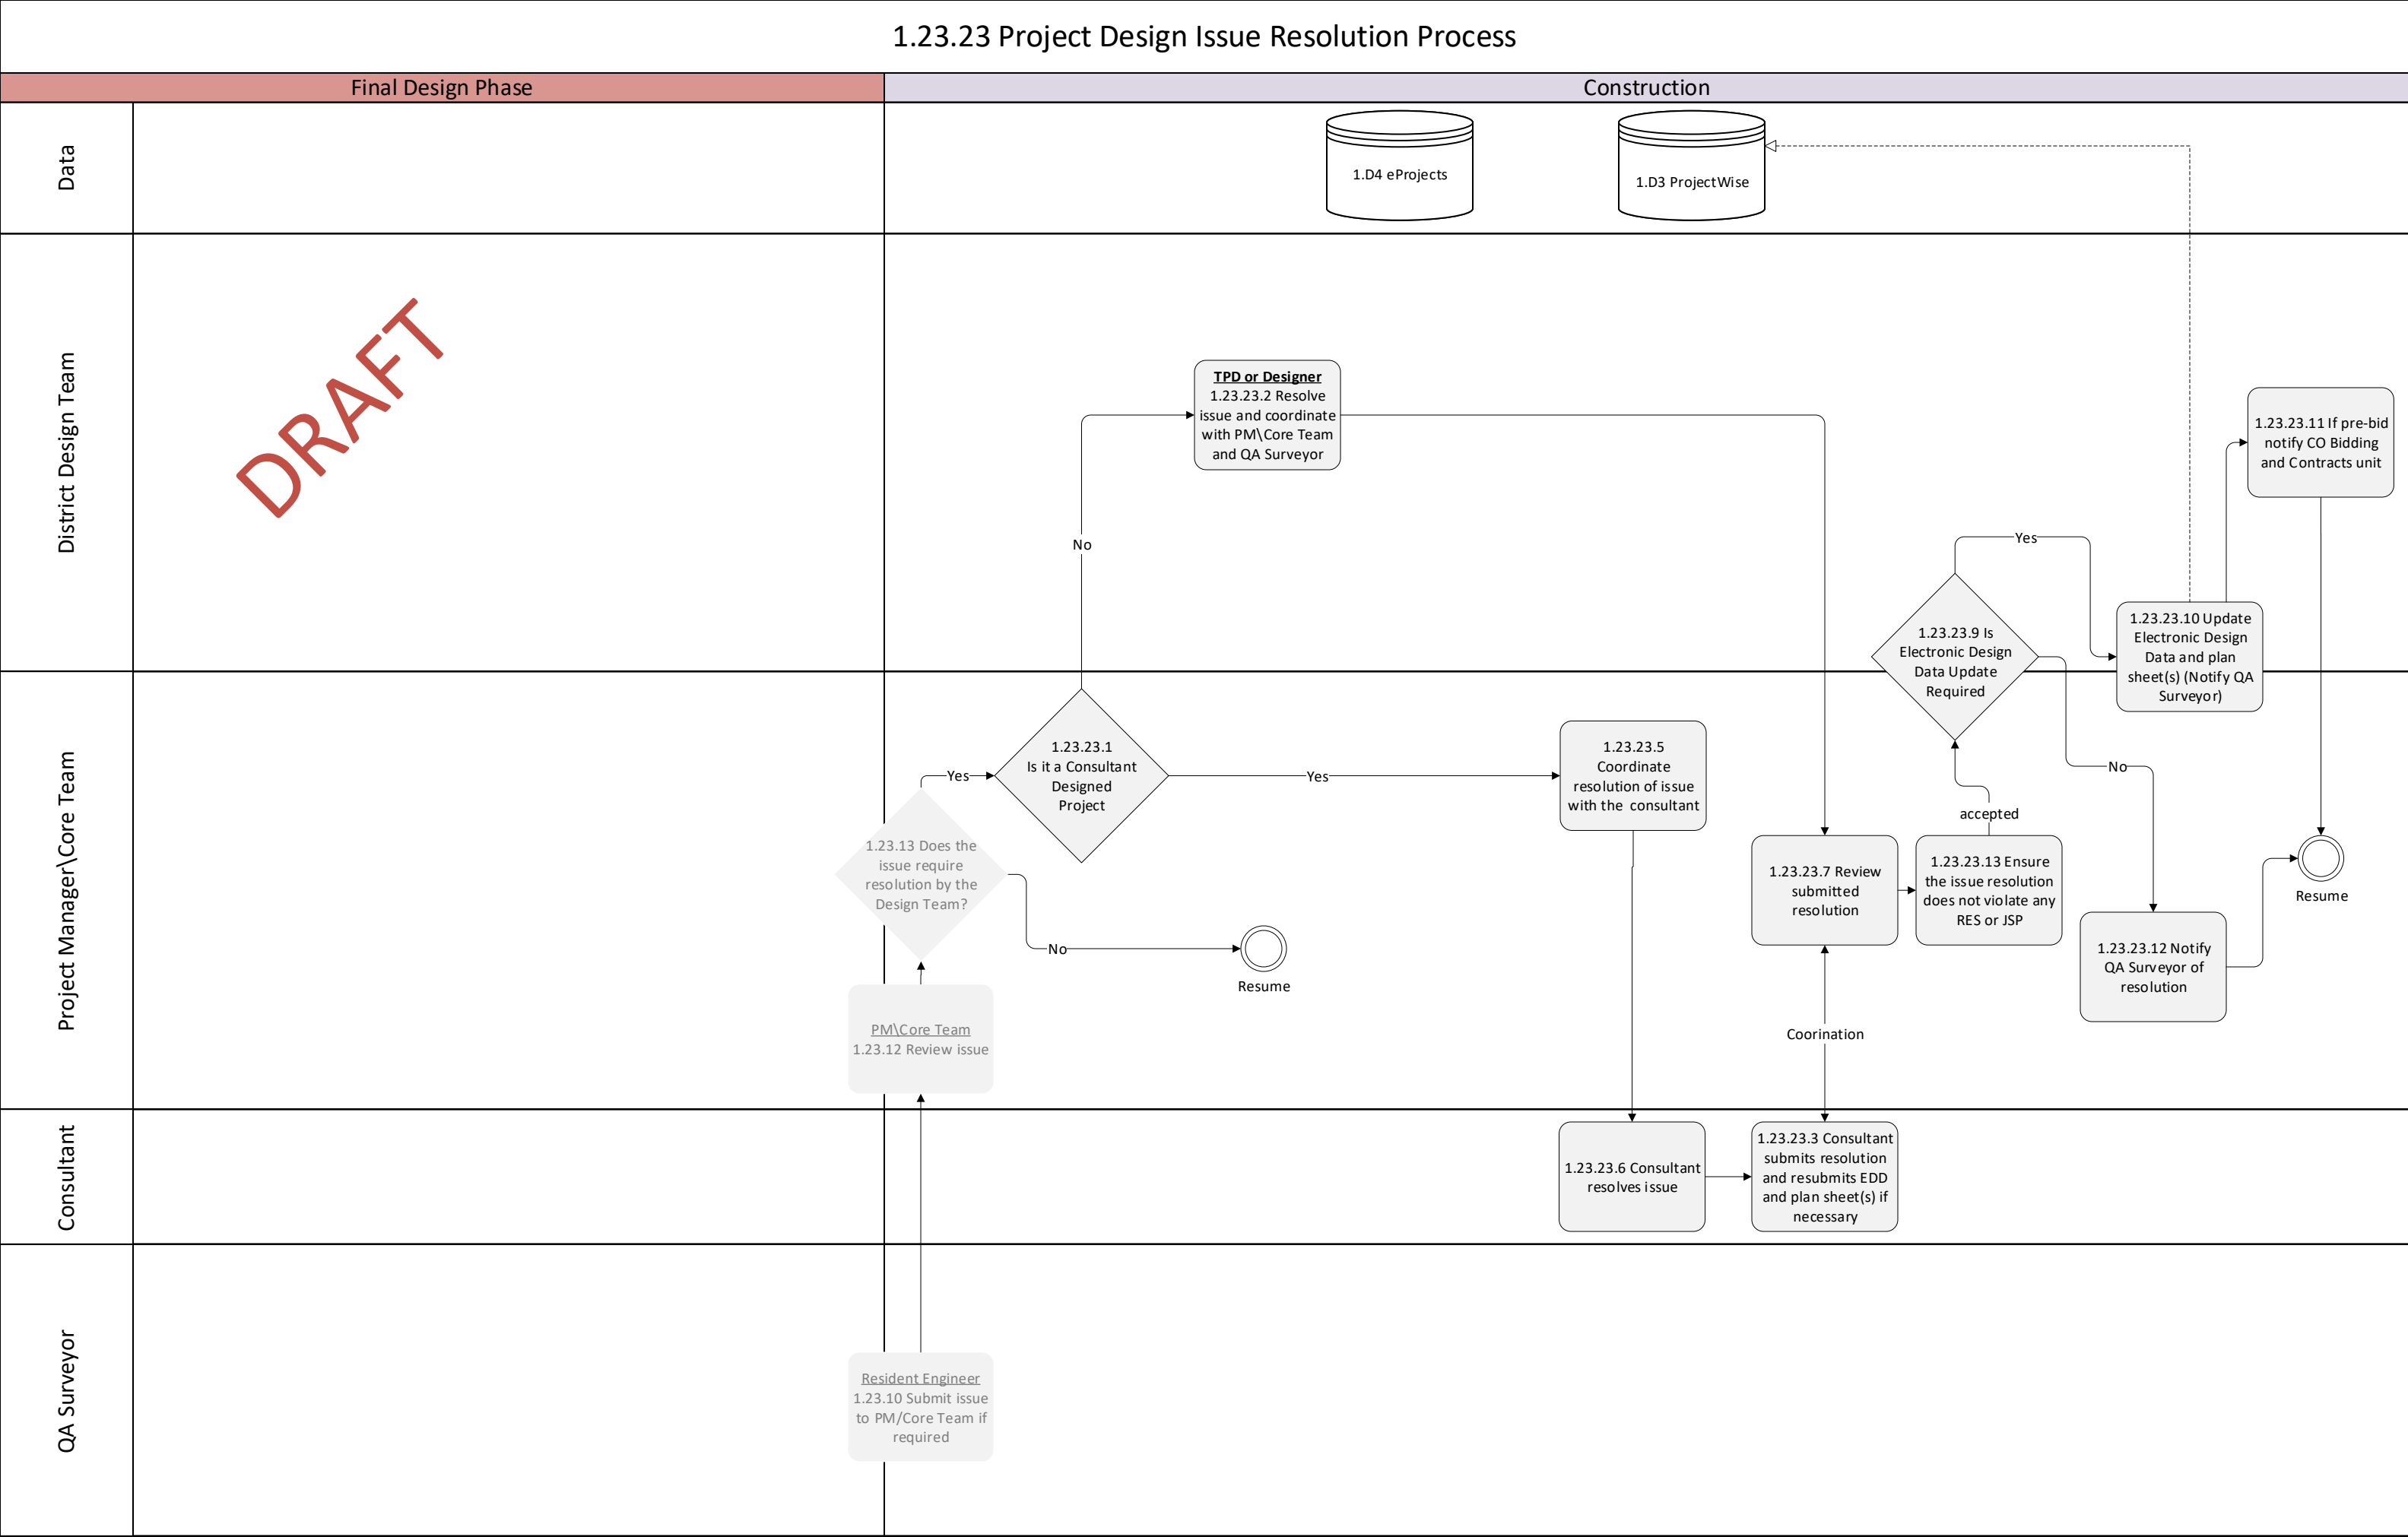 1.23.23 Project Design Issue Resolution Process
Final Design Phase
Construction
Data
1.D4 eProjects
1.D3 ProjectWise
District Design Team
DRAFT
TPD or Designer
1.23.23.2 Resolve
issue and coordinate
with PM\Core Team
and QA Surveyor
No
1.23.23.11 If pre-bid
notify CO Bidding
and Contracts unit
Yes
1.23.23.9 Is
Electronic Design
Data Update
Required
1.23.23.10 Update
Electronic Design
Data and plan
sheet(s) (Notify QA
Surveyor)
Project Manager\Core Team
Yes
1.23.23.1
Is it a Consultant
Designed
Project
Yes
1.23.23.5
Coordinate
resolution of issue
with the consultant
No
accepted
1.23.13 Does the
issue require
resolution by the
Design Team?
No
Resume
1.23.23.7 Review
submitted
resolution
1.23.23.13 Ensure
the issue resolution
does not violate any
RES or JSP
Resume
1.23.23.12 Notify
QA Surveyor of
resolution
PM\Core Team
1.23.12 Review issue
Coorination
Consultant
1.23.23.6 Consultant
resolves issue
1.23.23.3 Consultant
submits resolution
and resubmits EDD
and plan sheet(s) if
necessary
QA Surveyor
Resident Engineer
1.23.10 Submit issue
to PM/Core Team if
required